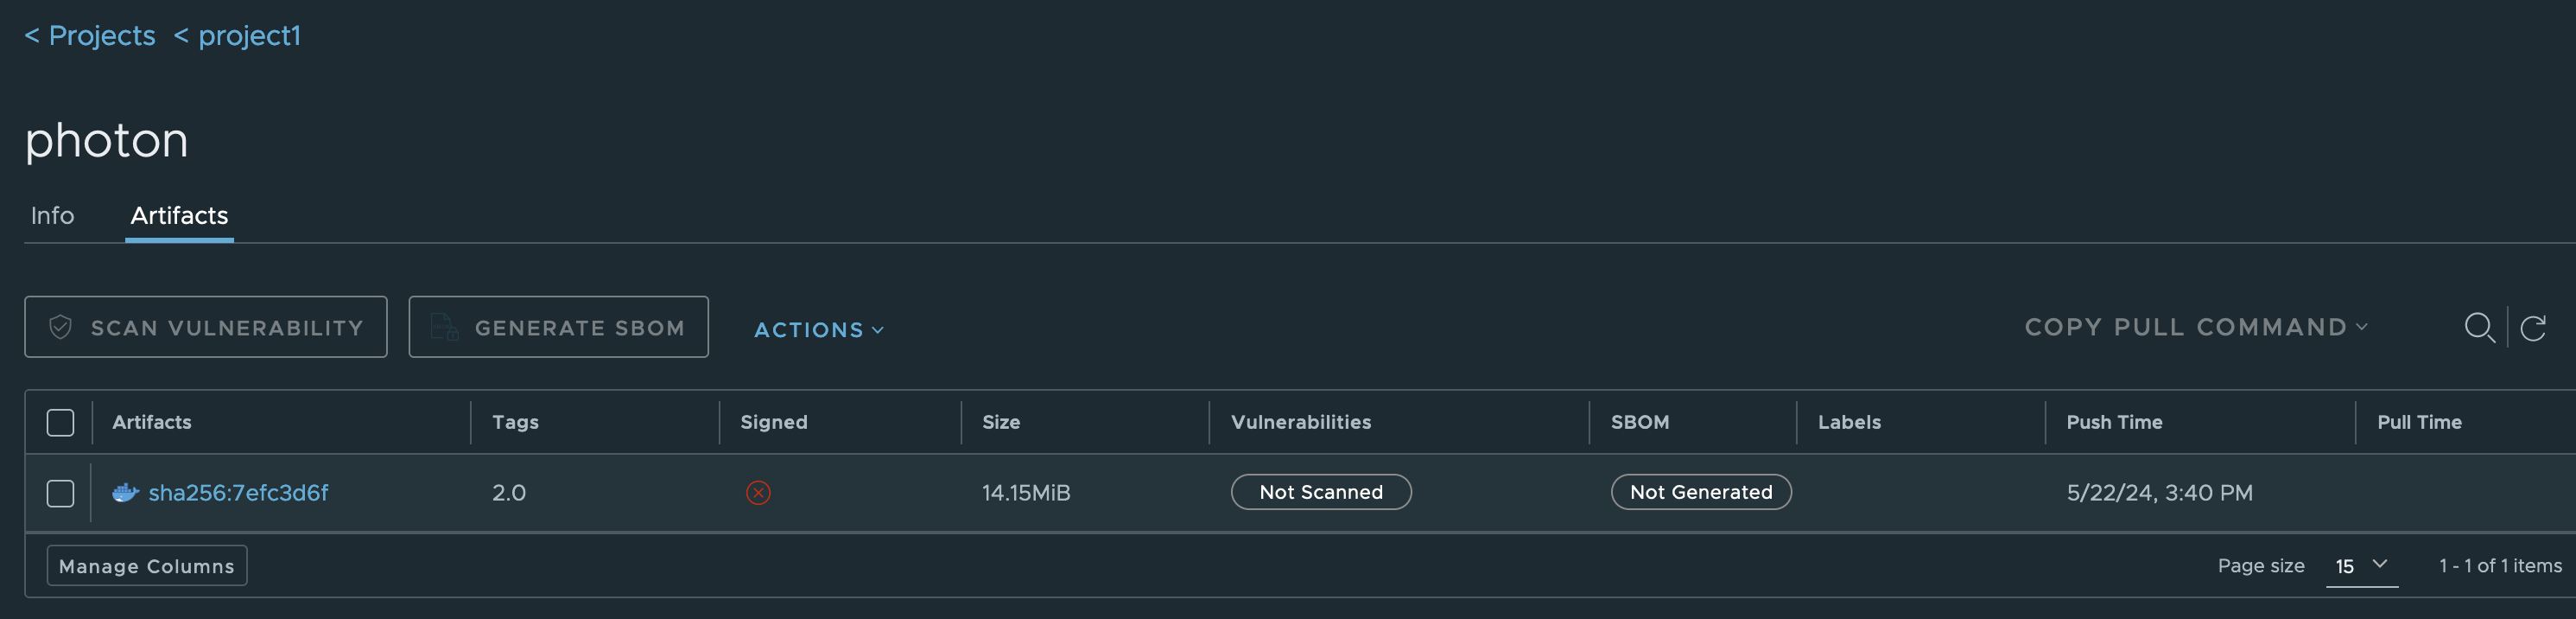 < Projects < project1
photon
Info Artifacts
SCAN VULNERABILITY GENERATE SBOM ACTIONS COPY PULL COMMAND
Artifacts Tags Signed Size Vulnerabilities SBOM Labels Push Time Pull Time
sha256:7efc3d6f 2.0 14.15MiB Not Scanned Not Generated 5/22/24, 3:40 PM
Manage Columns Page size 15 1 - 1 of 1 items